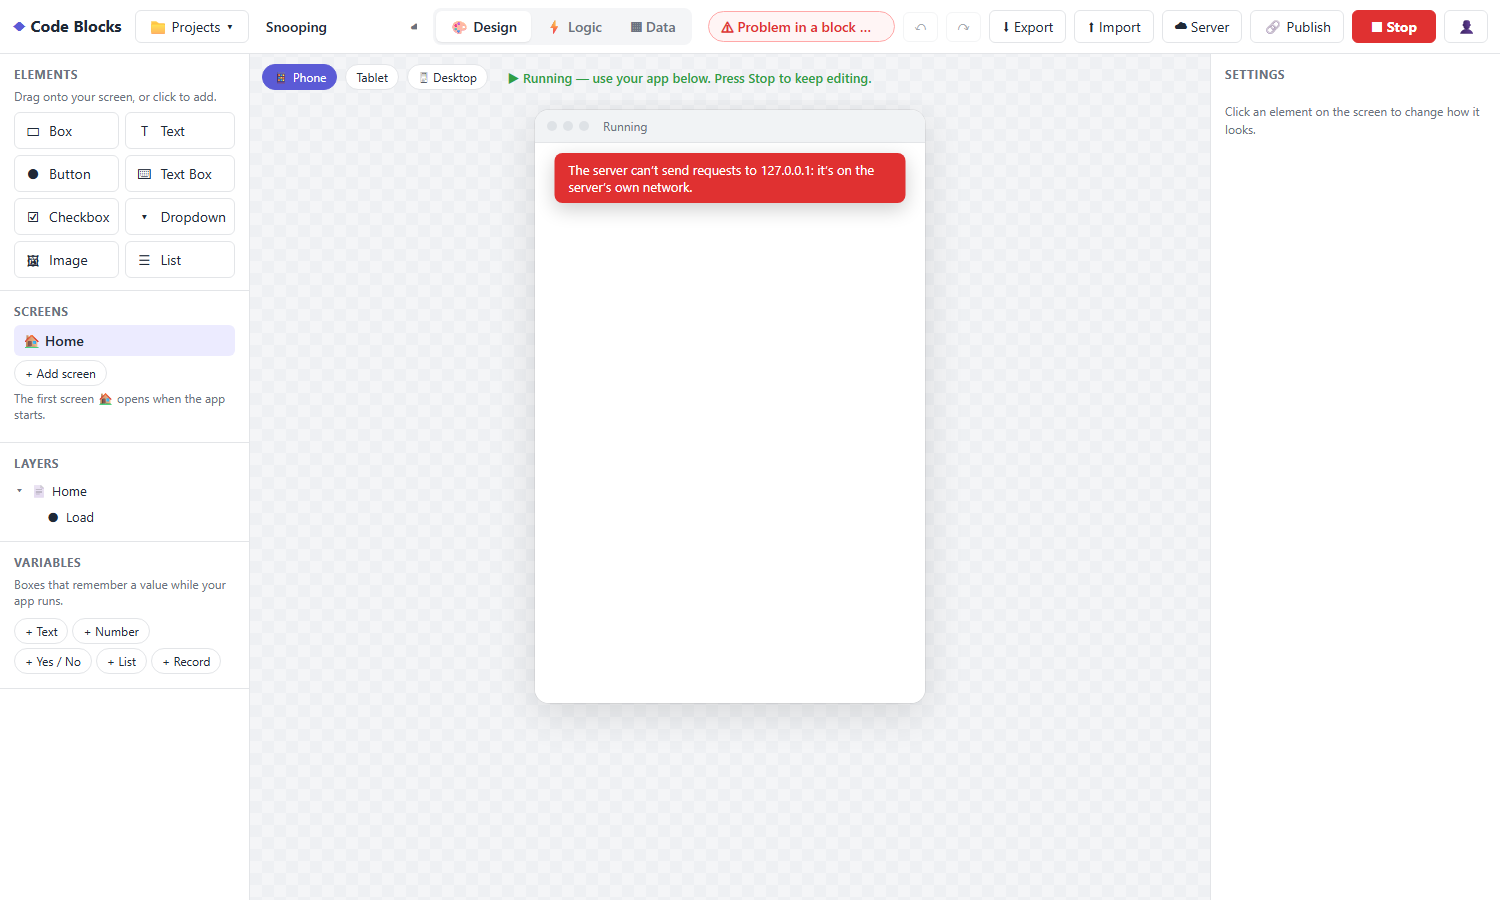 Code Blocks
Projects
Snooping
Design
Logic
Data
Problem in a block ...
Export
Import
Server
Publish
Stop
ELEMENTS
Drag onto your screen, or click to add.
Box
Text
Button
Text Box
Checkbox
Dropdown
Image
List
SCREENS
Home
+ Add screen
The first screen opens when the app
starts.
LAYERS
Home
Load
VARIABLES
Boxes that remember a value while your
app runs.
+ Text
+ Number
+ Yes / No
+ List
+ Record
Phone
Tablet
Desktop
Running — use your app below. Press Stop to keep editing.
Running
The server can't send requests to 127.0.0.1: it's on the
server's own network.
SETTINGS
Click an element on the screen to change how it
looks.